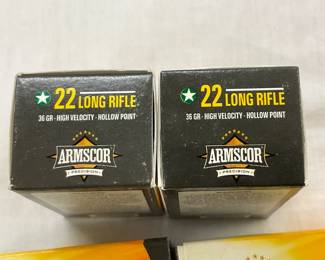 22 LONG RIFLE
36 GR · HIGH VELOCITY · HOLLOW POINT
ARMSCOR
PRECISION
22 LONG RIFLE
36 GR · HIGH VELOCITY · HOLLOW POINT
ARMSCOR
PRECISION